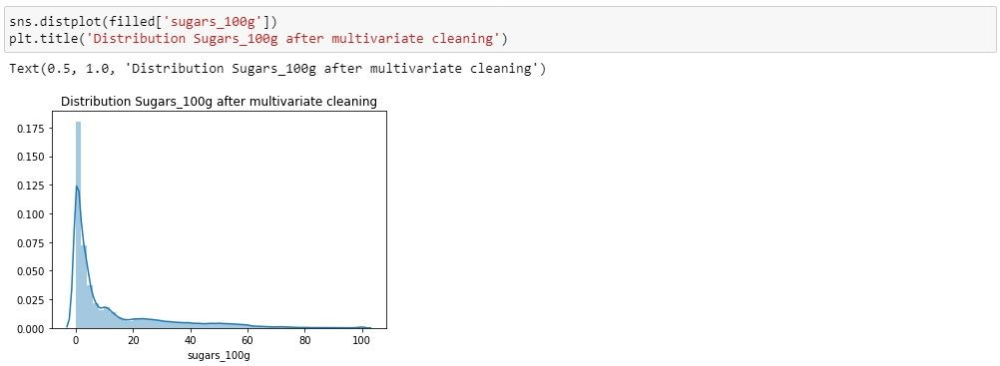 sns.distplot(filled['sugars_100g'])
plt.title('Distribution Sugars_100g after multivariate cleaning')
Text(0.5, 1.0, 'Distribution Sugars_100g after multivariate cleaning')
Distribution Sugars_100g after multivariate cleaning
0.175
0.150
0.125
0.100
0.075
0.050
0.025
0.000
0 20 40 60 80 100
sugars_100g